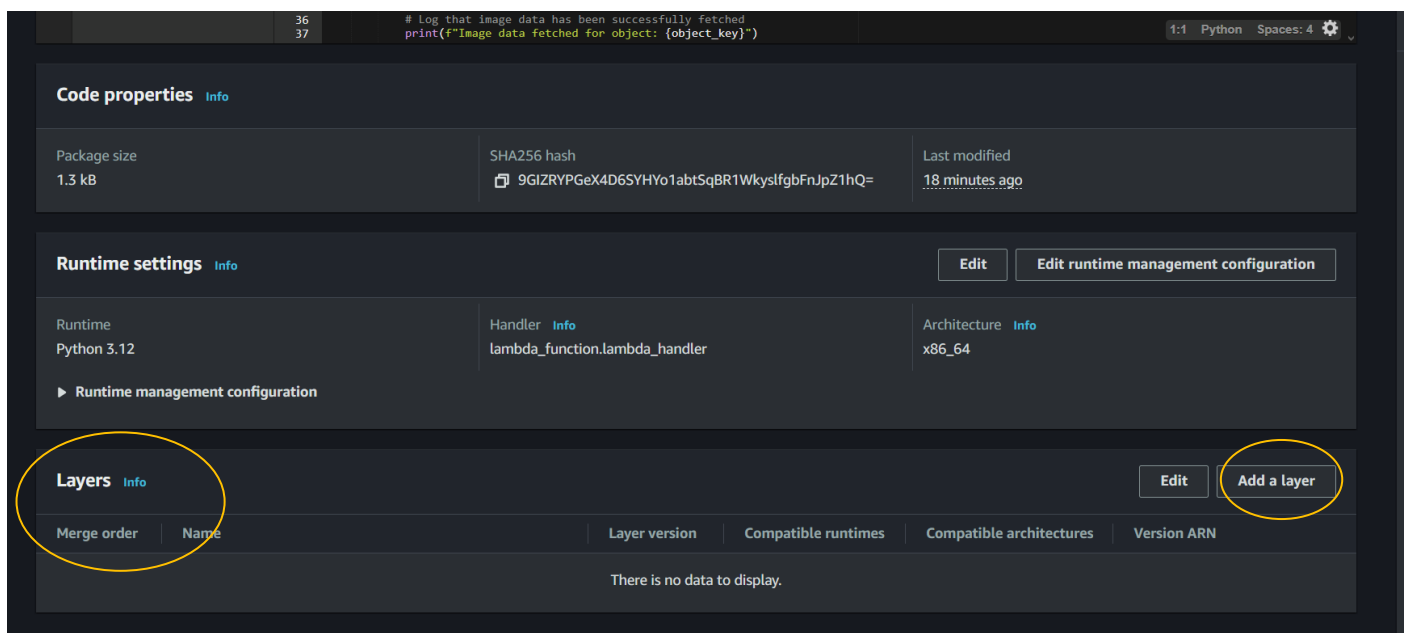 36 # Log that image data has been successfully fetched
37 print(f"Image data fetched for object: {object_key}")
1:1 Python Spaces: 4
Code properties Info
Package size SHA256 hash Last modified
1.3 kB 9GIZRYPGeX4D6SYHYo1abtSqBR1WkyslfgbFnJpZ1hQ= 18 minutes ago
Runtime settings Info Edit Edit runtime management configuration
Runtime Handler Info Architecture Info
Python 3.12 lambda_function.lambda_handler x86_64
Runtime management configuration
Layers Info Edit Add a layer
Merge order Name Layer version Compatible runtimes Compatible architectures Version ARN
There is no data to display.